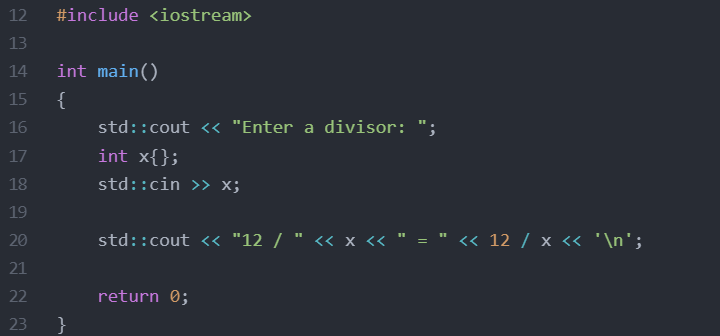 12 #include <iostream>
13
14 int main()
15 {
16     std::cout << "Enter a divisor: ";
17     int x{};
18     std::cin >> x;
19
20     std::cout << "12 / " << x << " = " << 12 / x << '\n';
21
22     return 0;
23 }